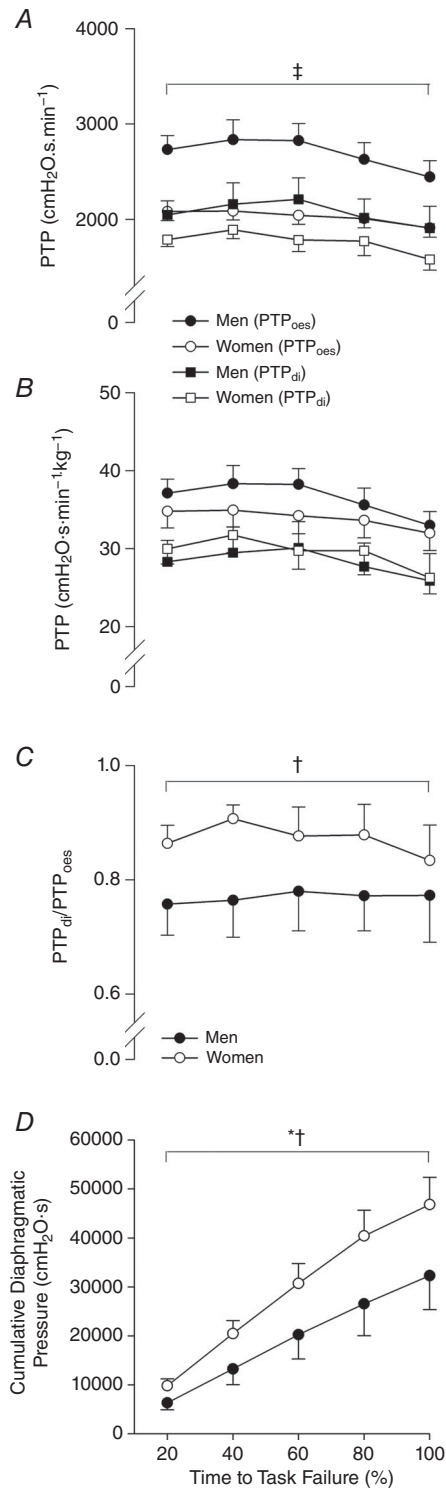 A
4000
‡
3000
PTP (cmH₂O.s.min⁻¹)
2000
0
Men (PTPoes)
Women (PTPoes)
Men (PTPdi)
Women (PTPdi)
B
50
40
PTP (cmH₂O·s·min⁻¹·kg⁻¹)
30
20
0
C
1.0
†
PTPdi/PTPoes
0.8
0.6
0.0
Men
Women
D
60000
*†
50000
40000
Cumulative Diaphragmatic
Pressure (cmH₂O·s)
30000
20000
10000
0
20 40 60 80 100
Time to Task Failure (%)